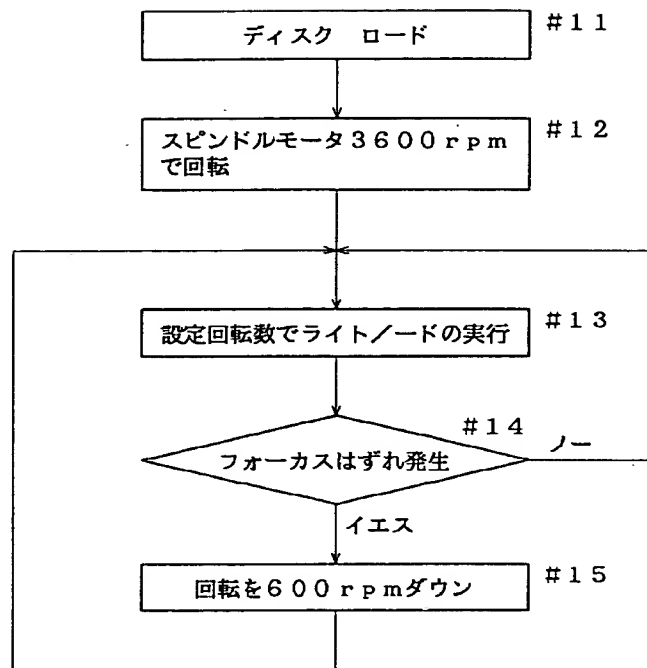 ディスク ロード
#11
スピンドルモータ3600rpm
で回転
#12
設定回転数でライト/ードの実行
#13
#14
フォーカスはずれ発生
ノー
イエス
回転を600rpmダウン
#15